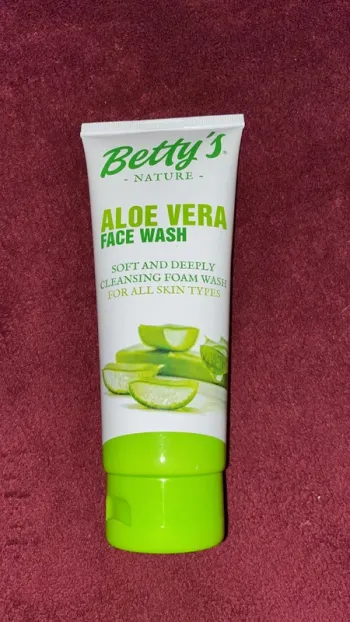 Betty's®
- NATURE -
ALOE VERA
FACE WASH
SOFT AND DEEPLY
CLEANSING FOAM WASH
FOR ALL SKIN TYPES